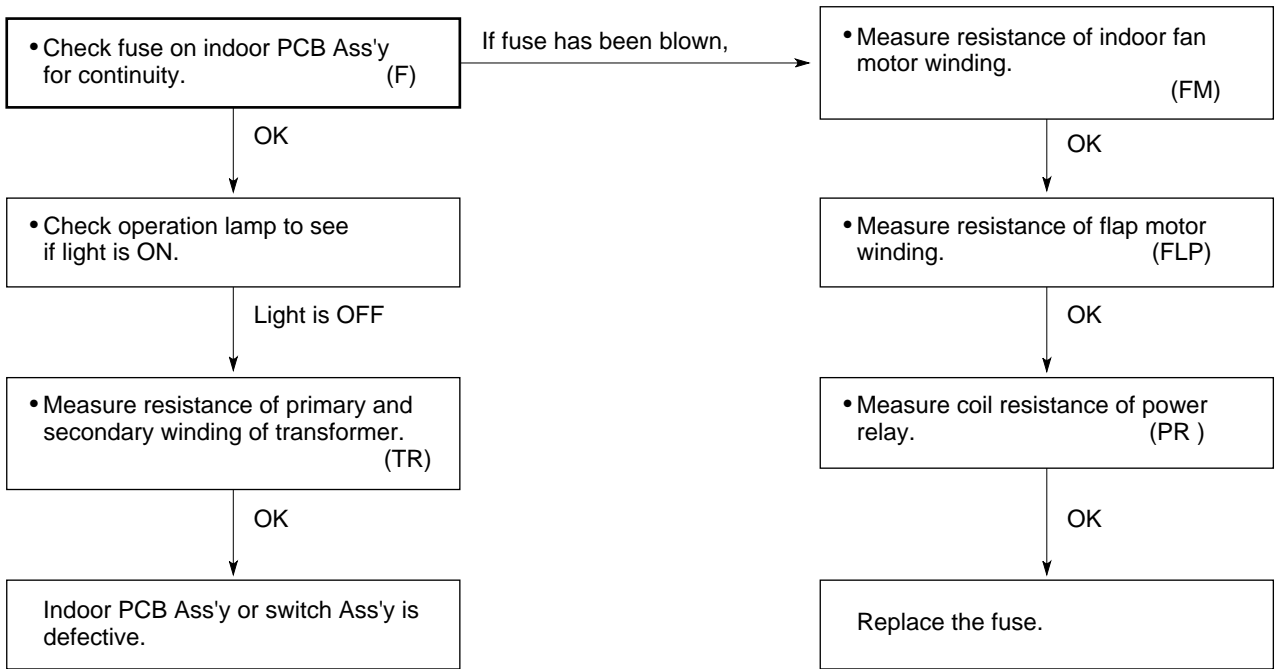 • Check fuse on indoor PCB Ass'y
for continuity. (F)
If fuse has been blown,
• Measure resistance of indoor fan
motor winding.
(FM)
OK
OK
• Check operation lamp to see
if light is ON.
• Measure resistance of flap motor
winding. (FLP)
Light is OFF
OK
• Measure resistance of primary and
secondary winding of transformer.
(TR)
• Measure coil resistance of power
relay. (PR )
OK
OK
Indoor PCB Ass'y or switch Ass'y is
defective.
Replace the fuse.